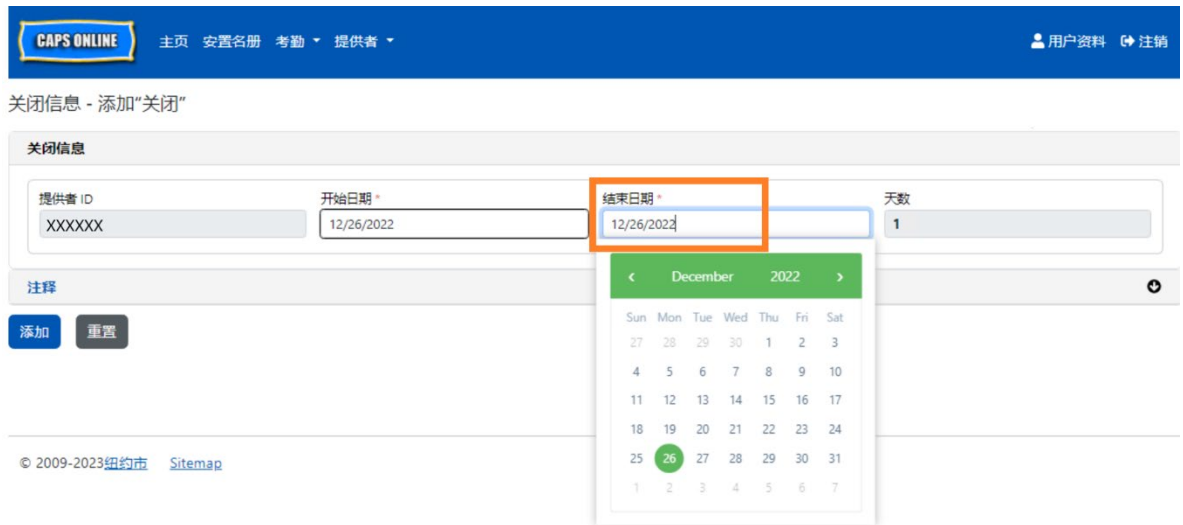 CAPS ONLINE 主页 安置名册 考勤 提供者 用户资料 注销
关闭信息 - 添加“关闭”
关闭信息
提供者 ID 开始日期 * 结束日期 * 天数
XXXXXX 12/26/2022 12/26/2022 1
December 2022
注释
Sun Mon Tue Wed Thu Fri Sat
添加 重置
27 28 29 30 1 2 3
4 5 6 7 8 9 10
11 12 13 14 15 16 17
18 19 20 21 22 23 24
25 26 27 28 29 30 31
© 2009-2023纽约市 Sitemap
1 2 3 4 5 6 7